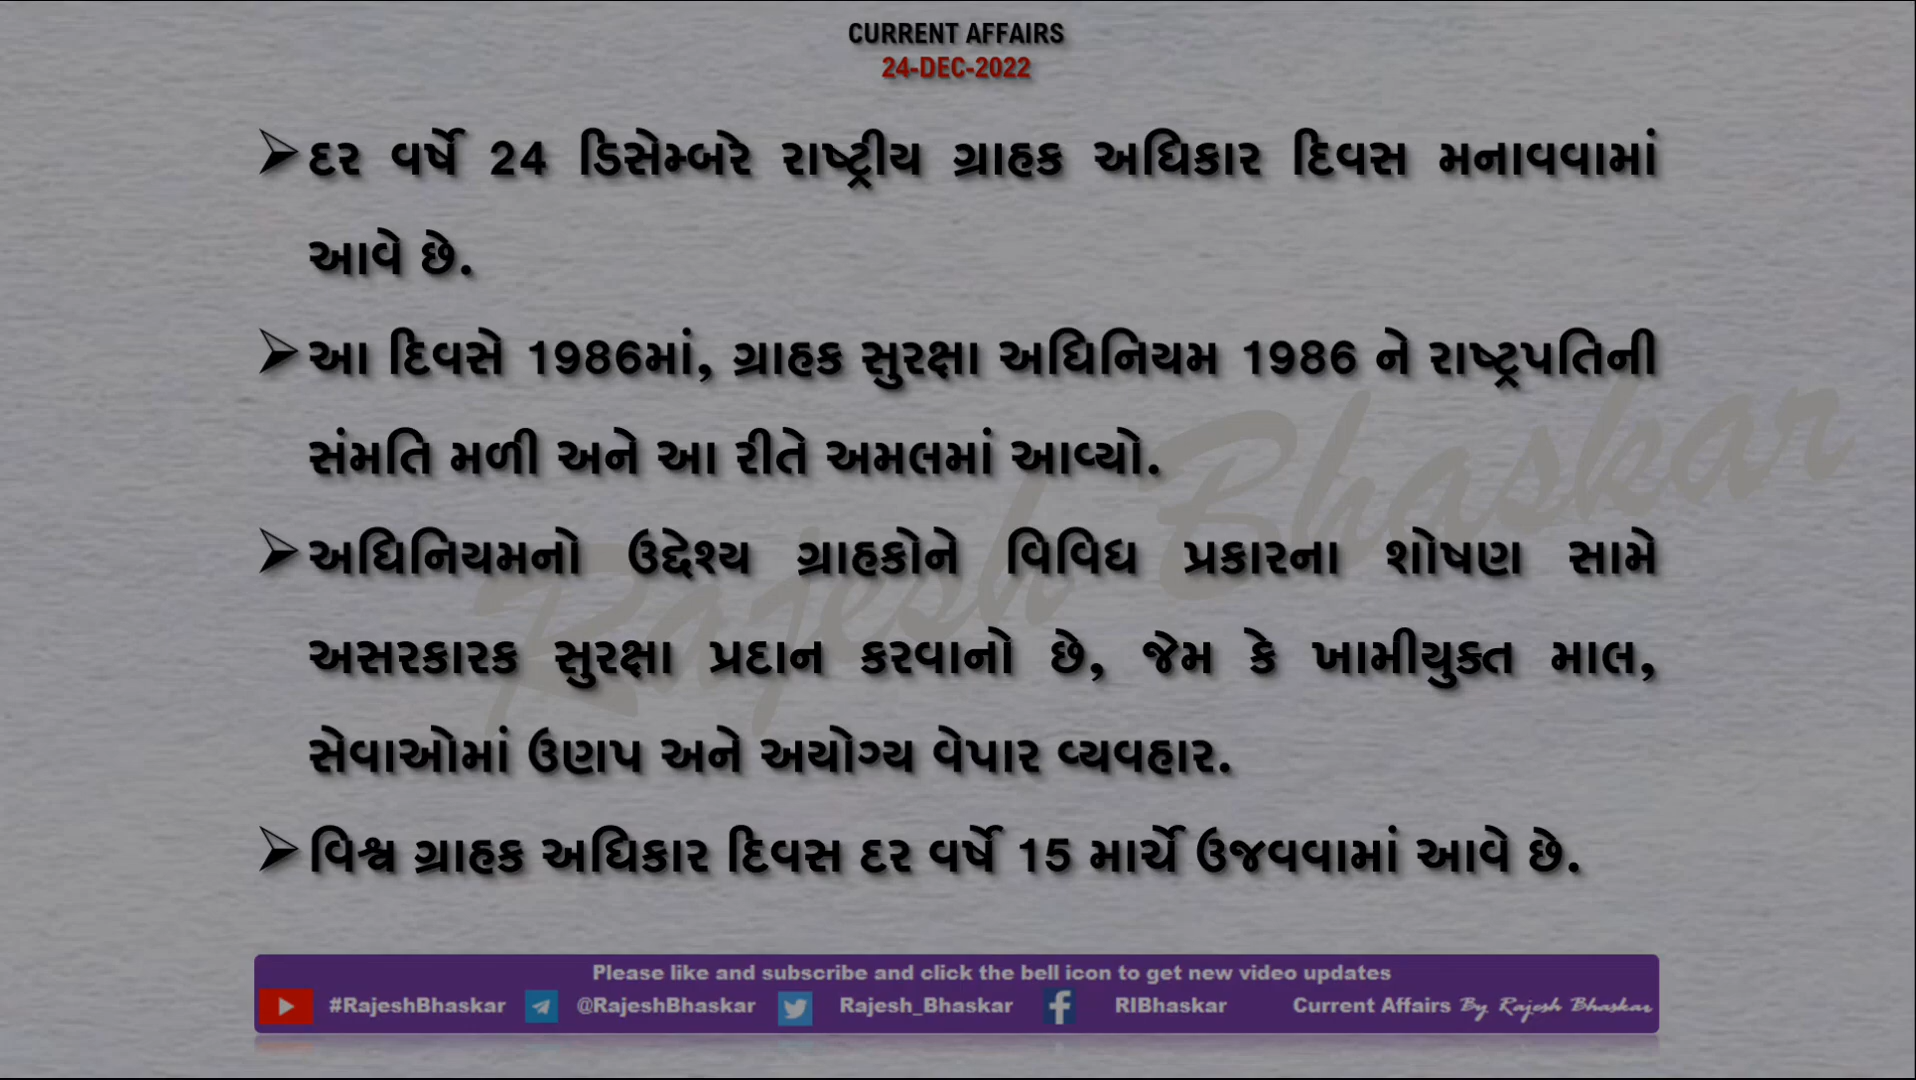 CURRENT AFFAIRS
24-DEC-2022
➢ દર વર્ષે 24 ડિસેમ્બરે રાષ્ટ્રીય ગ્રાહક અધિકાર દિવસ મનાવવામાં
આવે છે.
➢ આ દિવસે 1986માં, ગ્રાહક સુરક્ષા અધિનિયમ 1986 ને રાષ્ટ્રપતિની
સંમતિ મળી અને આ રીતે અમલમાં આવ્યો.
➢ અધિનિયમનો ઉદ્દેશ્ય ગ્રાહકોને વિવિધ પ્રકારના શોષણ સામે
અસરકારક સુરક્ષા પ્રદાન કરવાનો છે, જેમ કે ખામીયુક્ત માલ,
સેવાઓમાં ઉણપ અને અયોગ્ય વેપાર વ્યવહાર.
➢ વિશ્વ ગ્રાહક અધિકાર દિવસ દર વર્ષે 15 માર્ચે ઉજવવામાં આવે છે.
Rajesh Bhaskar
Please like and subscribe and click the bell icon to get new video updates
#RajeshBhaskar @RajeshBhaskar Rajesh_Bhaskar RIBhaskar Current Affairs By Rajesh Bhaskar